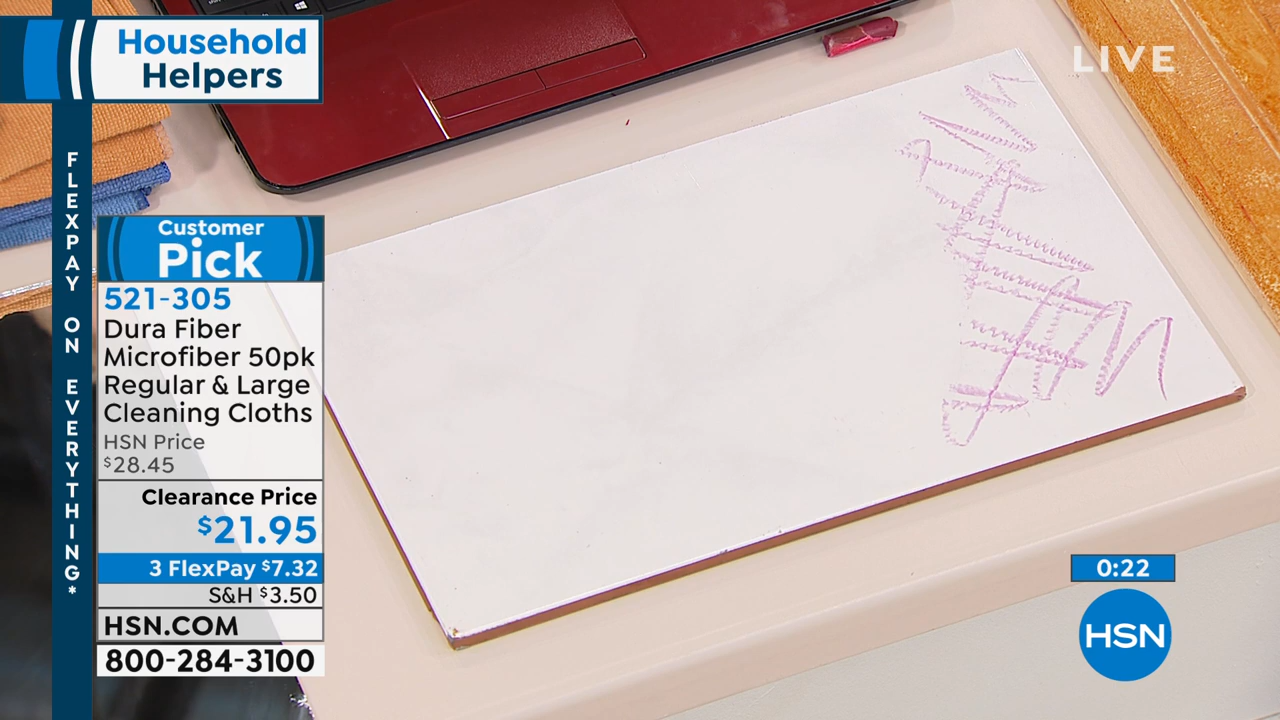 Household
Helpers
LIVE
FLEXPAY ON EVERYTHING*
Customer
Pick
521-305
Dura Fiber
Microfiber 50pk
Regular & Large
Cleaning Cloths
HSN Price
$28.45
Clearance Price
$21.95
3 FlexPay $7.32
S&H $3.50
HSN.COM
800-284-3100
0:22
HSN